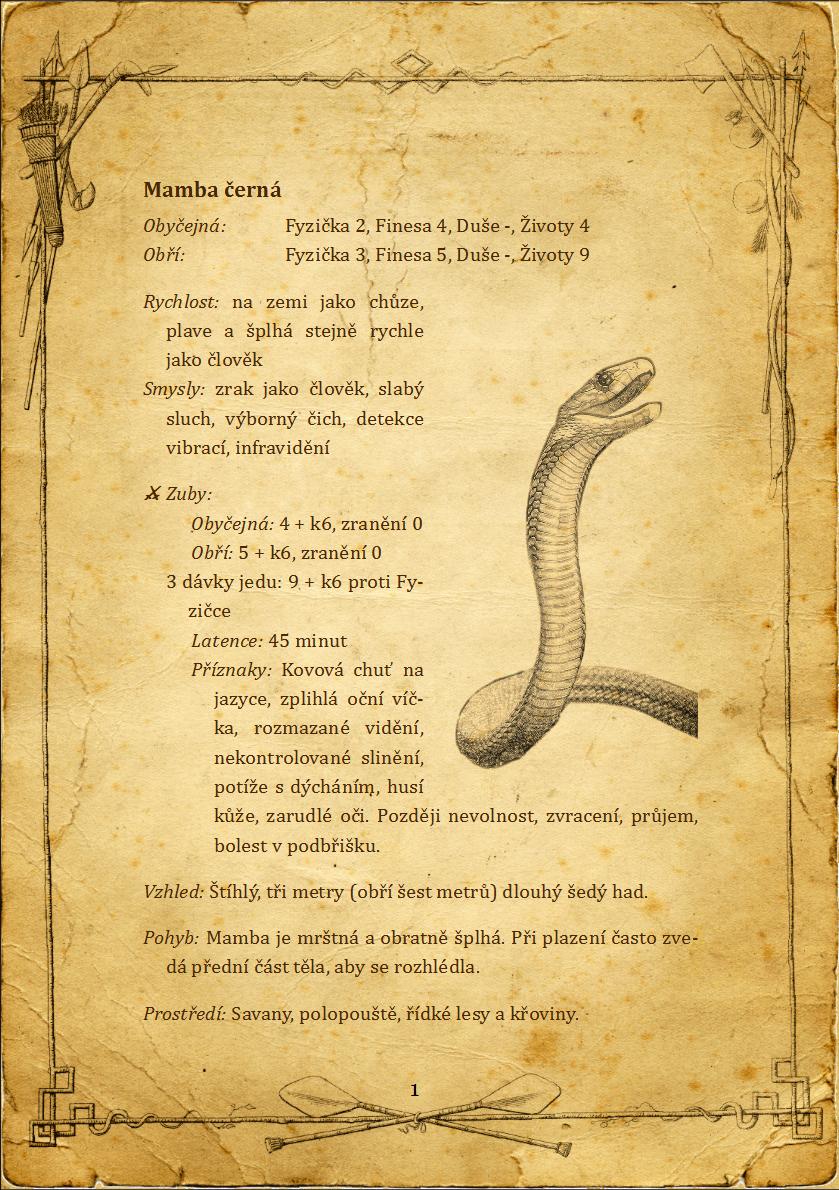 Mamba černá
Obyčejná: Fyzička 2, Finesa 4, Duše -, Životy 4
Obří: Fyzička 3, Finesa 5, Duše -, Životy 9
Rychlost: na zemi jako chůze,
plave a šplhá stejně rychle
jako člověk
Smysly: zrak jako člověk, slabý
sluch, výborný čich, detekce
vibrací, infravidění
⚔ Zuby:
Obyčejná: 4 + k6, zranění 0
Obří: 5 + k6, zranění 0
3 dávky jedu: 9 + k6 proti Fy-
zičce
Latence: 45 minut
Příznaky: Kovová chuť na
jazyce, zplihlá oční víč-
ka, rozmazané vidění,
nekontrolované slinění,
potíže s dýcháním, husí
kůže, zarudlé oči. Později nevolnost, zvracení, průjem,
bolest v podbřišku.
Vzhled: Štíhlý, tři metry (obří šest metrů) dlouhý šedý had.
Pohyb: Mamba je mrštná a obratně šplhá. Při plazení často zve-
dá přední část těla, aby se rozhlédla.
Prostředí: Savany, polopouště, řídké lesy a křoviny.
1